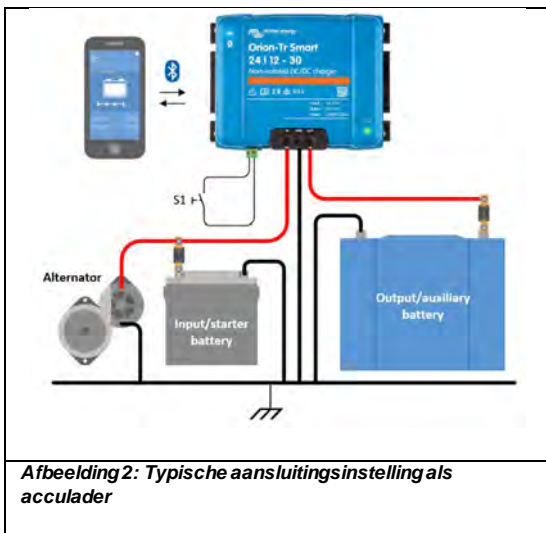 victron energy
Orion-Tr Smart
24 | 12 - 30
Non-isolated DC/DC charger
S1
Alternator
Input/starter
battery
Output/auxiliary
battery
Afbeelding 2: Typische aansluitingsinstelling als
acculader